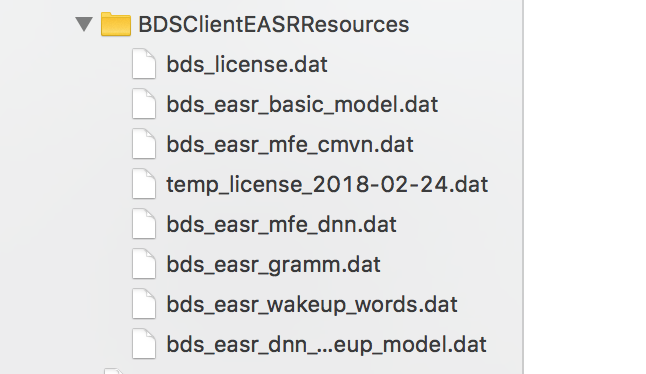 BDSClientEASRResources
bds_license.dat
bds_easr_basic_model.dat
bds_easr_mfe_cmvn.dat
temp_license_2018-02-24.dat
bds_easr_mfe_dnn.dat
bds_easr_gramm.dat
bds_easr_wakeup_words.dat
bds_easr_dnn_...eup_model.dat